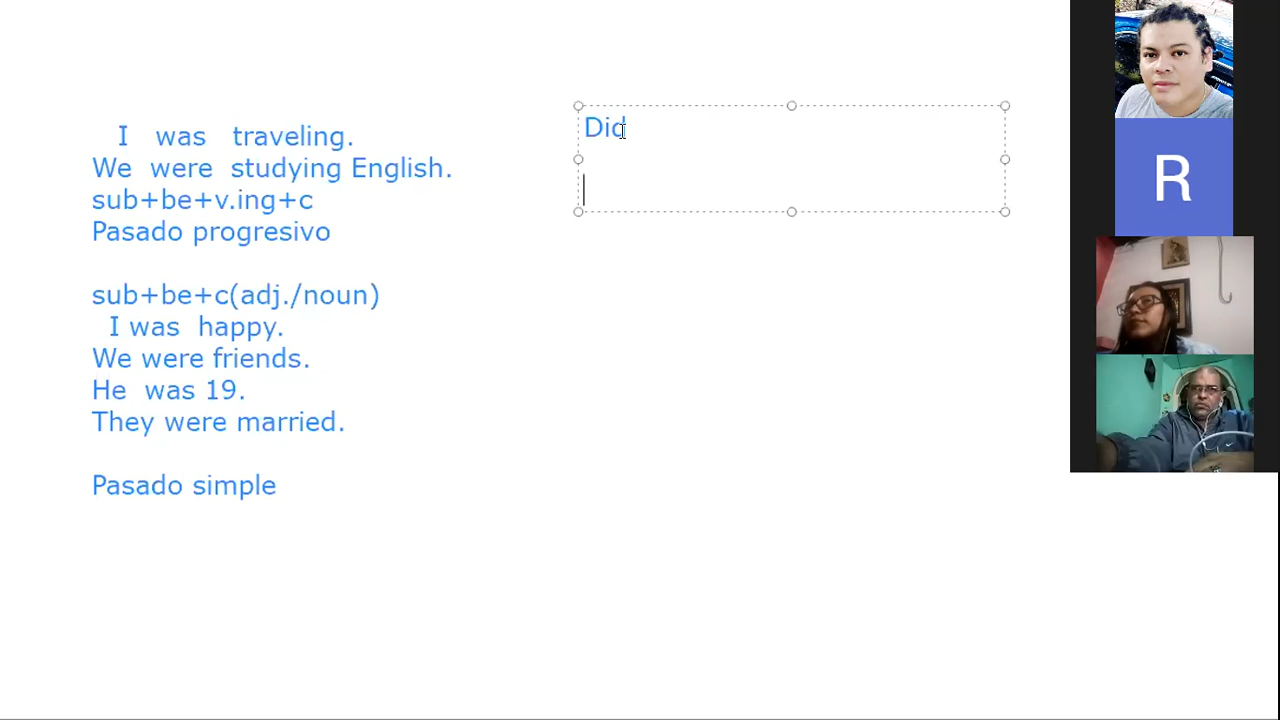 I was traveling.
We were studying English.
sub+be+v.ing+c
Pasado progresivo
sub+be+c(adj./noun)
I was happy.
We were friends.
He was 19.
They were married.
Pasado simple
Did
R